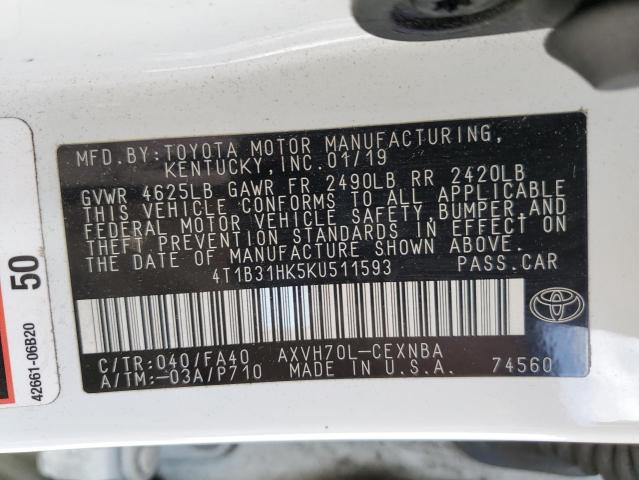 MFD.BY:TOYOTA MOTOR MANUFACTURING,
KENTUCKY,INC.01/19
GVWR 4625LB GAWR FR 2490LB RR 2420LB
THIS VEHICLE CONFORMS TO ALL APPLICABLE
FEDERAL MOTOR VEHICLE SAFETY,BUMPER,AND
THEFT PREVENTION STANDARDS IN EFFECT ON
THE DATE OF MANUFACTURE SHOWN ABOVE.
4T1B31HK5KU511593 PASS.CAR
C/TR:040/FA40 AXVH70L-CEXNBA
A/TM:-03A/P710 MADE IN U.S.A. 74560
50
42661-06B20